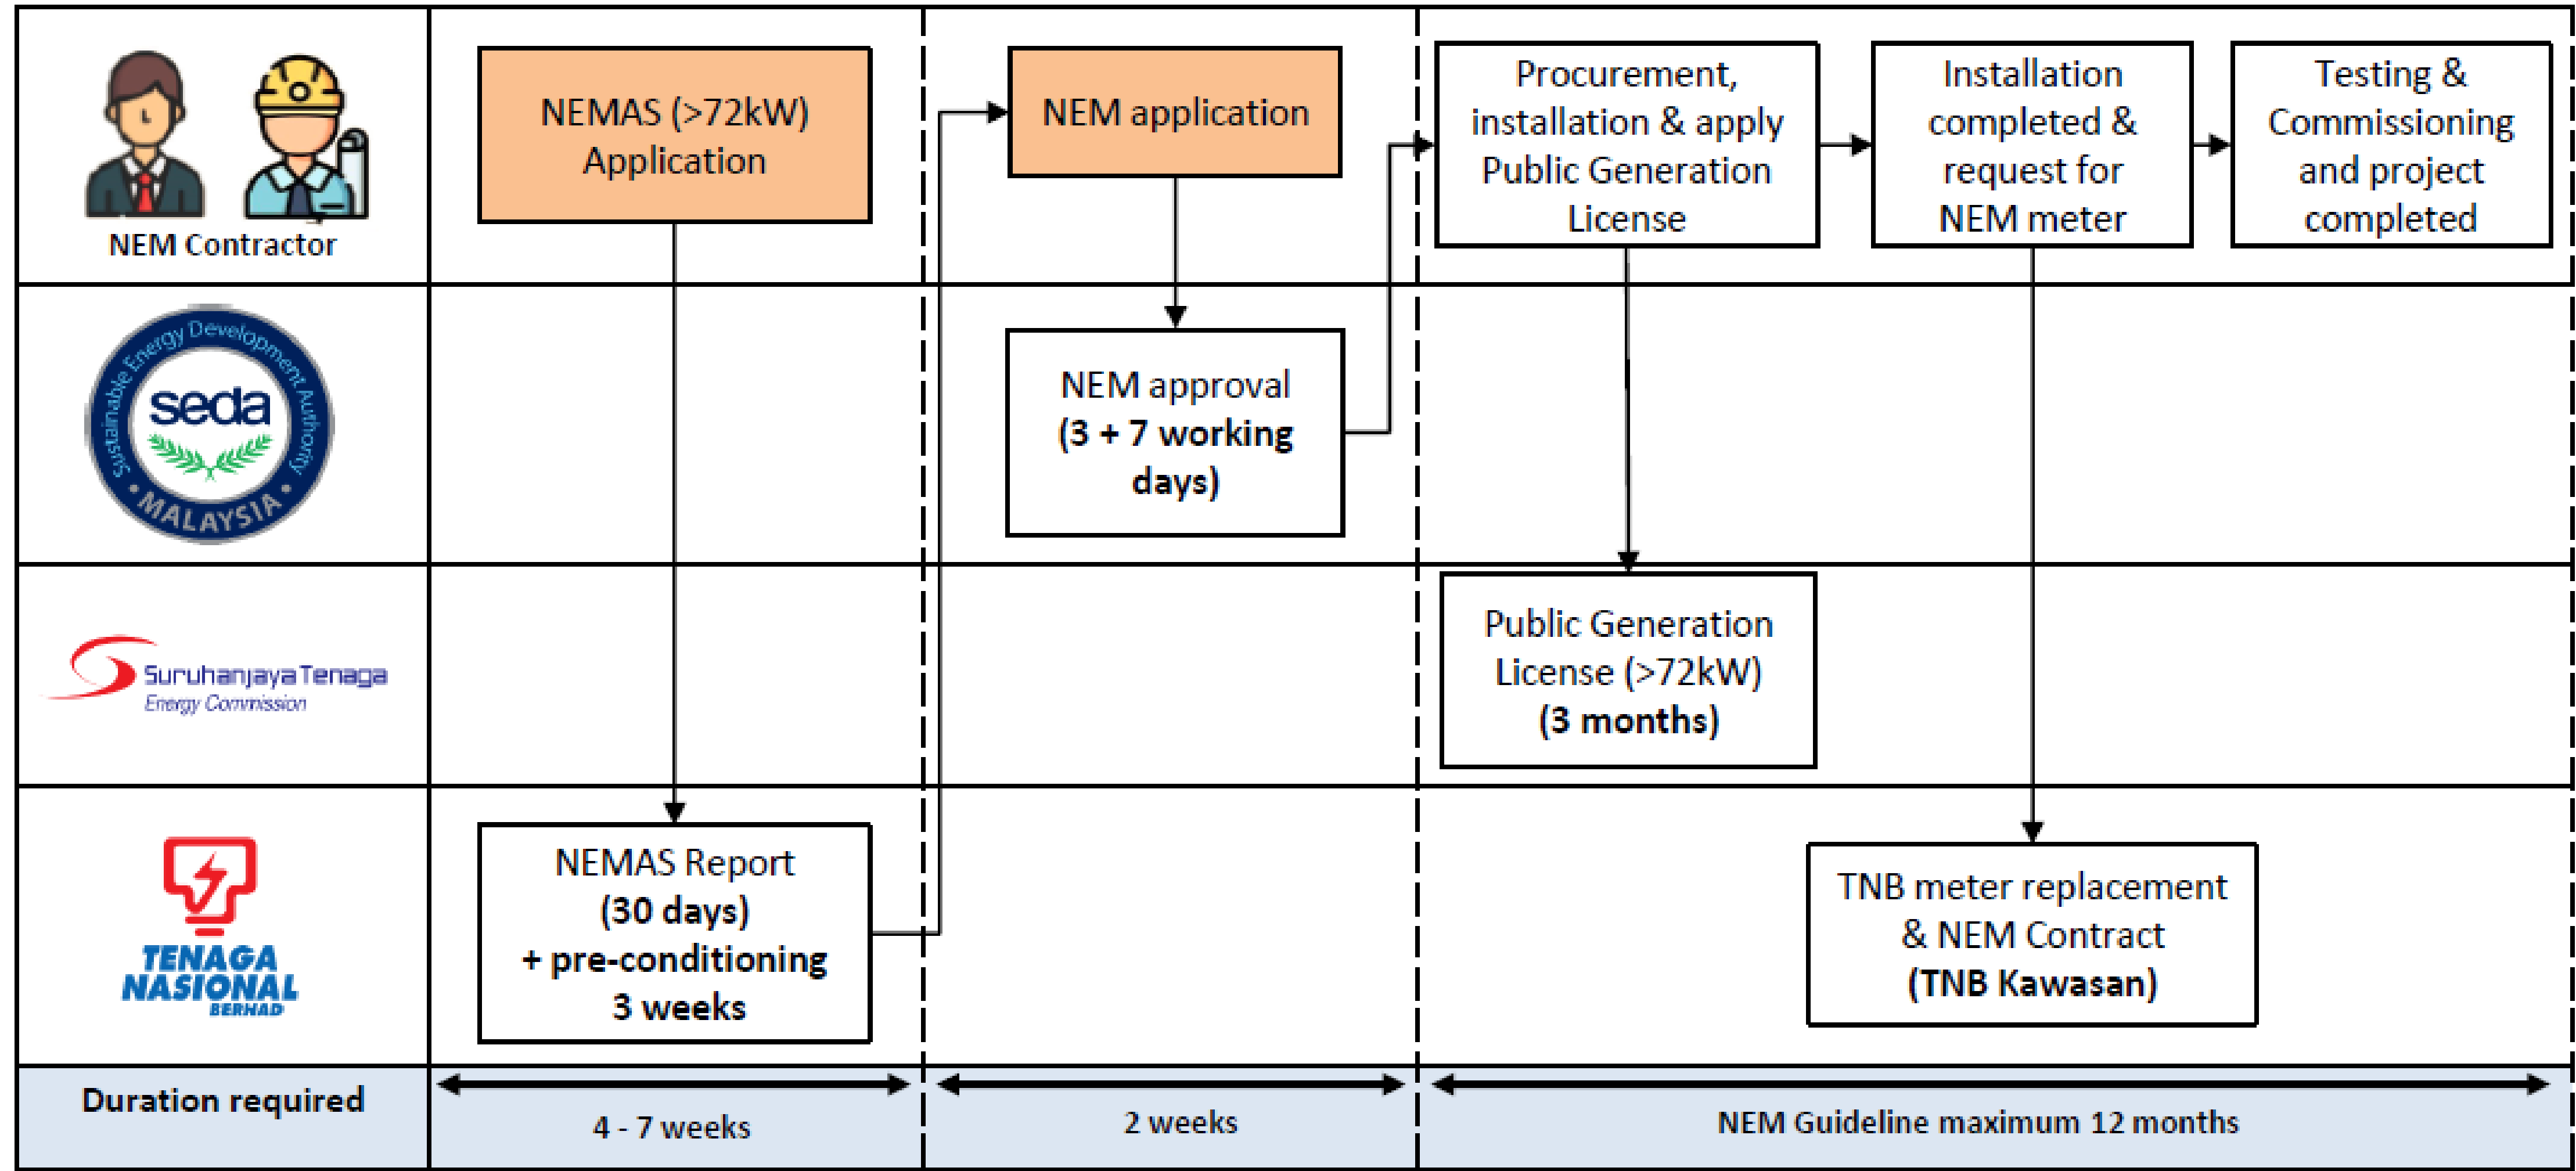 NEM Contractor
NEMAS (>72kW)
Application
NEM application
Procurement,
installation & apply
Public Generation
License
Installation
completed &
request for
NEM meter
Testing &
Commissioning
and project
completed
Sustainable Energy Development Authority
seda
• MALAYSIA •
NEM approval
(3 + 7 working
days)
Suruhanjaya Tenaga
Energy Commission
Public Generation
License (>72kW)
(3 months)
TENAGA
NASIONAL
BERHAD
NEMAS Report
(30 days)
+ pre-conditioning
3 weeks
TNB meter replacement
& NEM Contract
(TNB Kawasan)
Duration required
4 - 7 weeks
2 weeks
NEM Guideline maximum 12 months